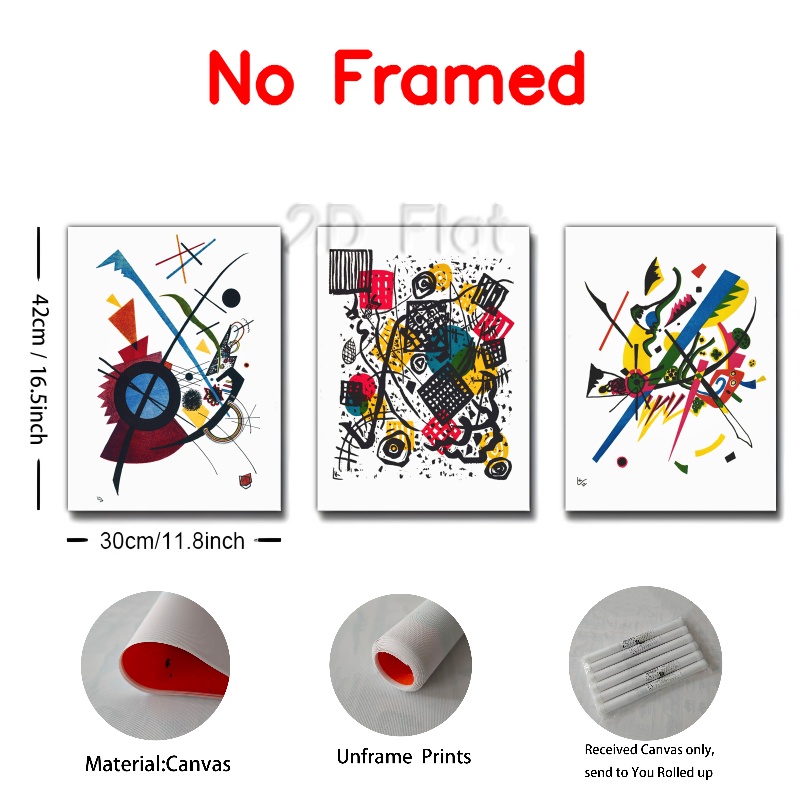 No Framed
2D Flat
42cm / 16.5inch
30cm/11.8inch
Material:Canvas
Unframe Prints
Received Canvas only,
send to You Rolled up